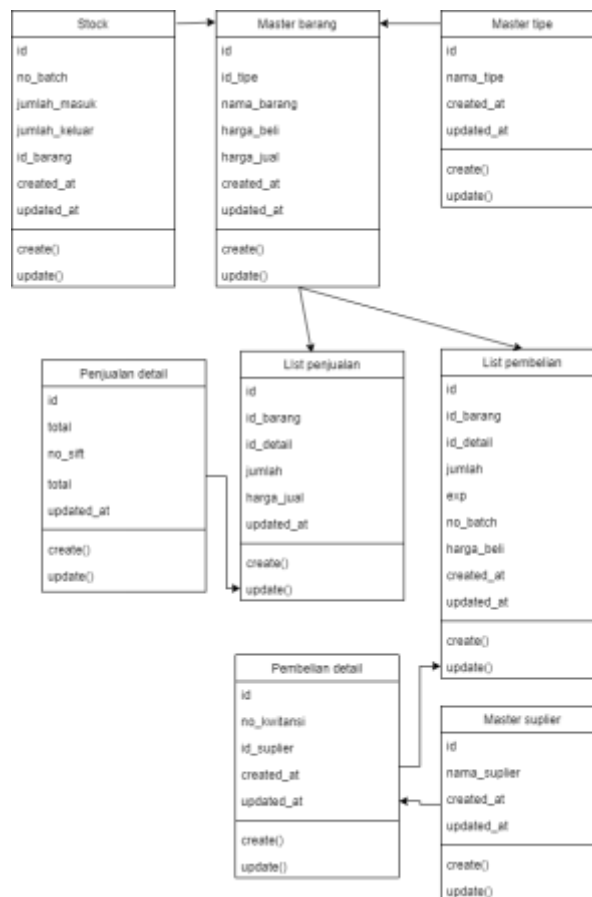 Stock
id
no_batch
jumlah_masuk
jumlah_keluar
id_barang
created_at
updated_at
create()
update()
Master barang
id
id_tipe
nama_barang
harga_beli
harga_jual
created_at
updated_at
create()
update()
Master tipe
id
nama_tipe
created_at
updated_at
create()
update()
Penjualan detail
id
total
no_sift
total
updated_at
create()
update()
List penjualan
id
id_barang
id_detail
jumlah
harga_jual
updated_at
create()
update()
List pembelian
id
id_barang
id_detail
jumlah
exp
no_batch
harga_beli
created_at
updated_at
create()
update()
Pembelian detail
id
no_kwitansi
id_suplier
created_at
updated_at
create()
update()
Master suplier
id
nama_suplier
created_at
updated_at
create()
update()